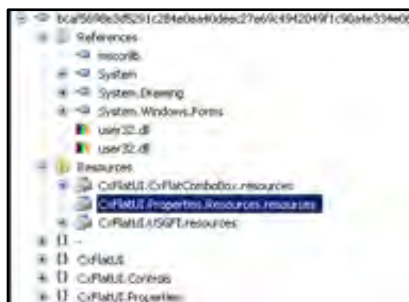 References
mscorlib
System
System.Drawing
System.Windows.Forms
user32.dll
user32.dll
Resources
CxFlatUI.CxFlatComboBox.resources
CxFlatUI.Properties.Resources.resources
CxFlatUI.USGFT.resources
{} -
{} CxFlatUI
{} CxFlatUI.Controls
{} CxFlatUI.Properties